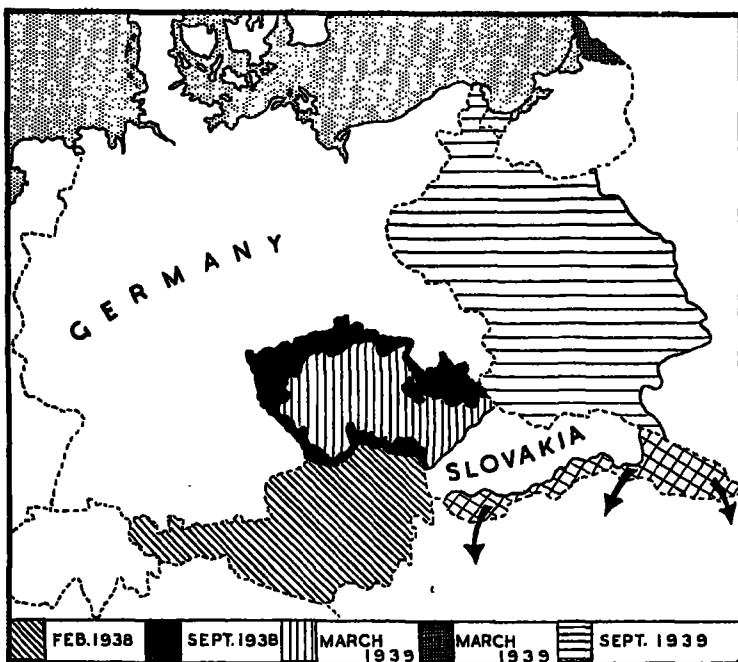 GERMANY
SLOVAKIA
FEB. 1938
SEPT. 1938
MARCH
1939
MARCH
1939
SEPT. 1939